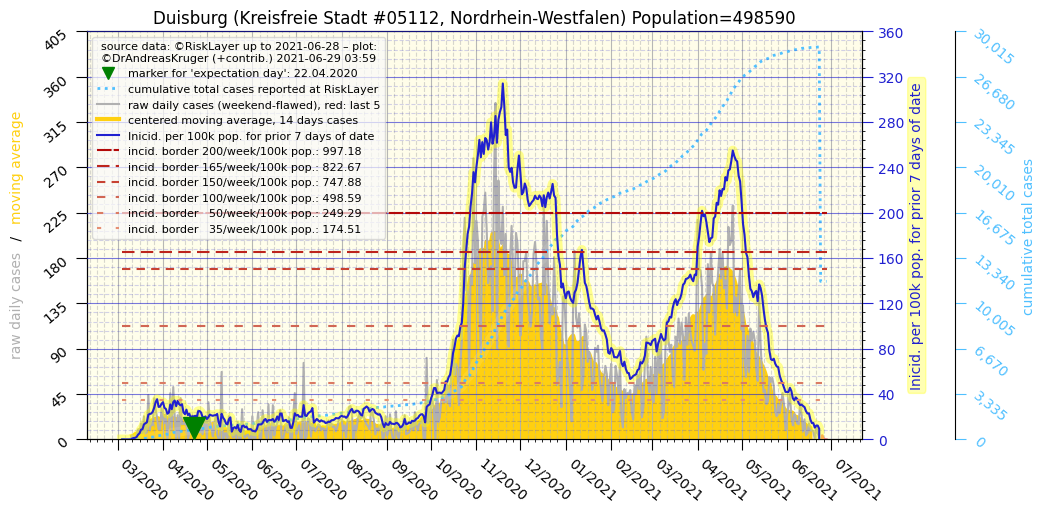 Duisburg (Kreisfreie Stadt #05112, Nordrhein-Westfalen) Population=498590
source data: ©RiskLayer up to 2021-06-28 – plot:
©DrAndreasKruger (+contrib.) 2021-06-29 03:59
marker for 'expectation day': 22.04.2020
cumulative total cases reported at RiskLayer
raw daily cases (weekend-flawed), red: last 5
centered moving average, 14 days cases
Inicid. per 100k pop. for prior 7 days of date
incid. border 200/week/100k pop.: 997.18
incid. border 165/week/100k pop.: 822.67
incid. border 150/week/100k pop.: 747.88
incid. border 100/week/100k pop.: 498.59
incid. border 50/week/100k pop.: 249.29
incid. border 35/week/100k pop.: 174.51
raw daily cases / moving average
405
360
315
270
225
180
135
90
45
0
03/2020
04/2020
05/2020
06/2020
07/2020
08/2020
09/2020
10/2020
11/2020
12/2020
01/2021
02/2021
03/2021
04/2021
05/2021
06/2021
07/2021
360
320
280
240
200
160
120
80
40
0
Inicid. per 100k pop. for prior 7 days of date
30,015
26,680
23,345
20,010
16,675
13,340
10,005
6,670
3,335
0
cumulative total cases